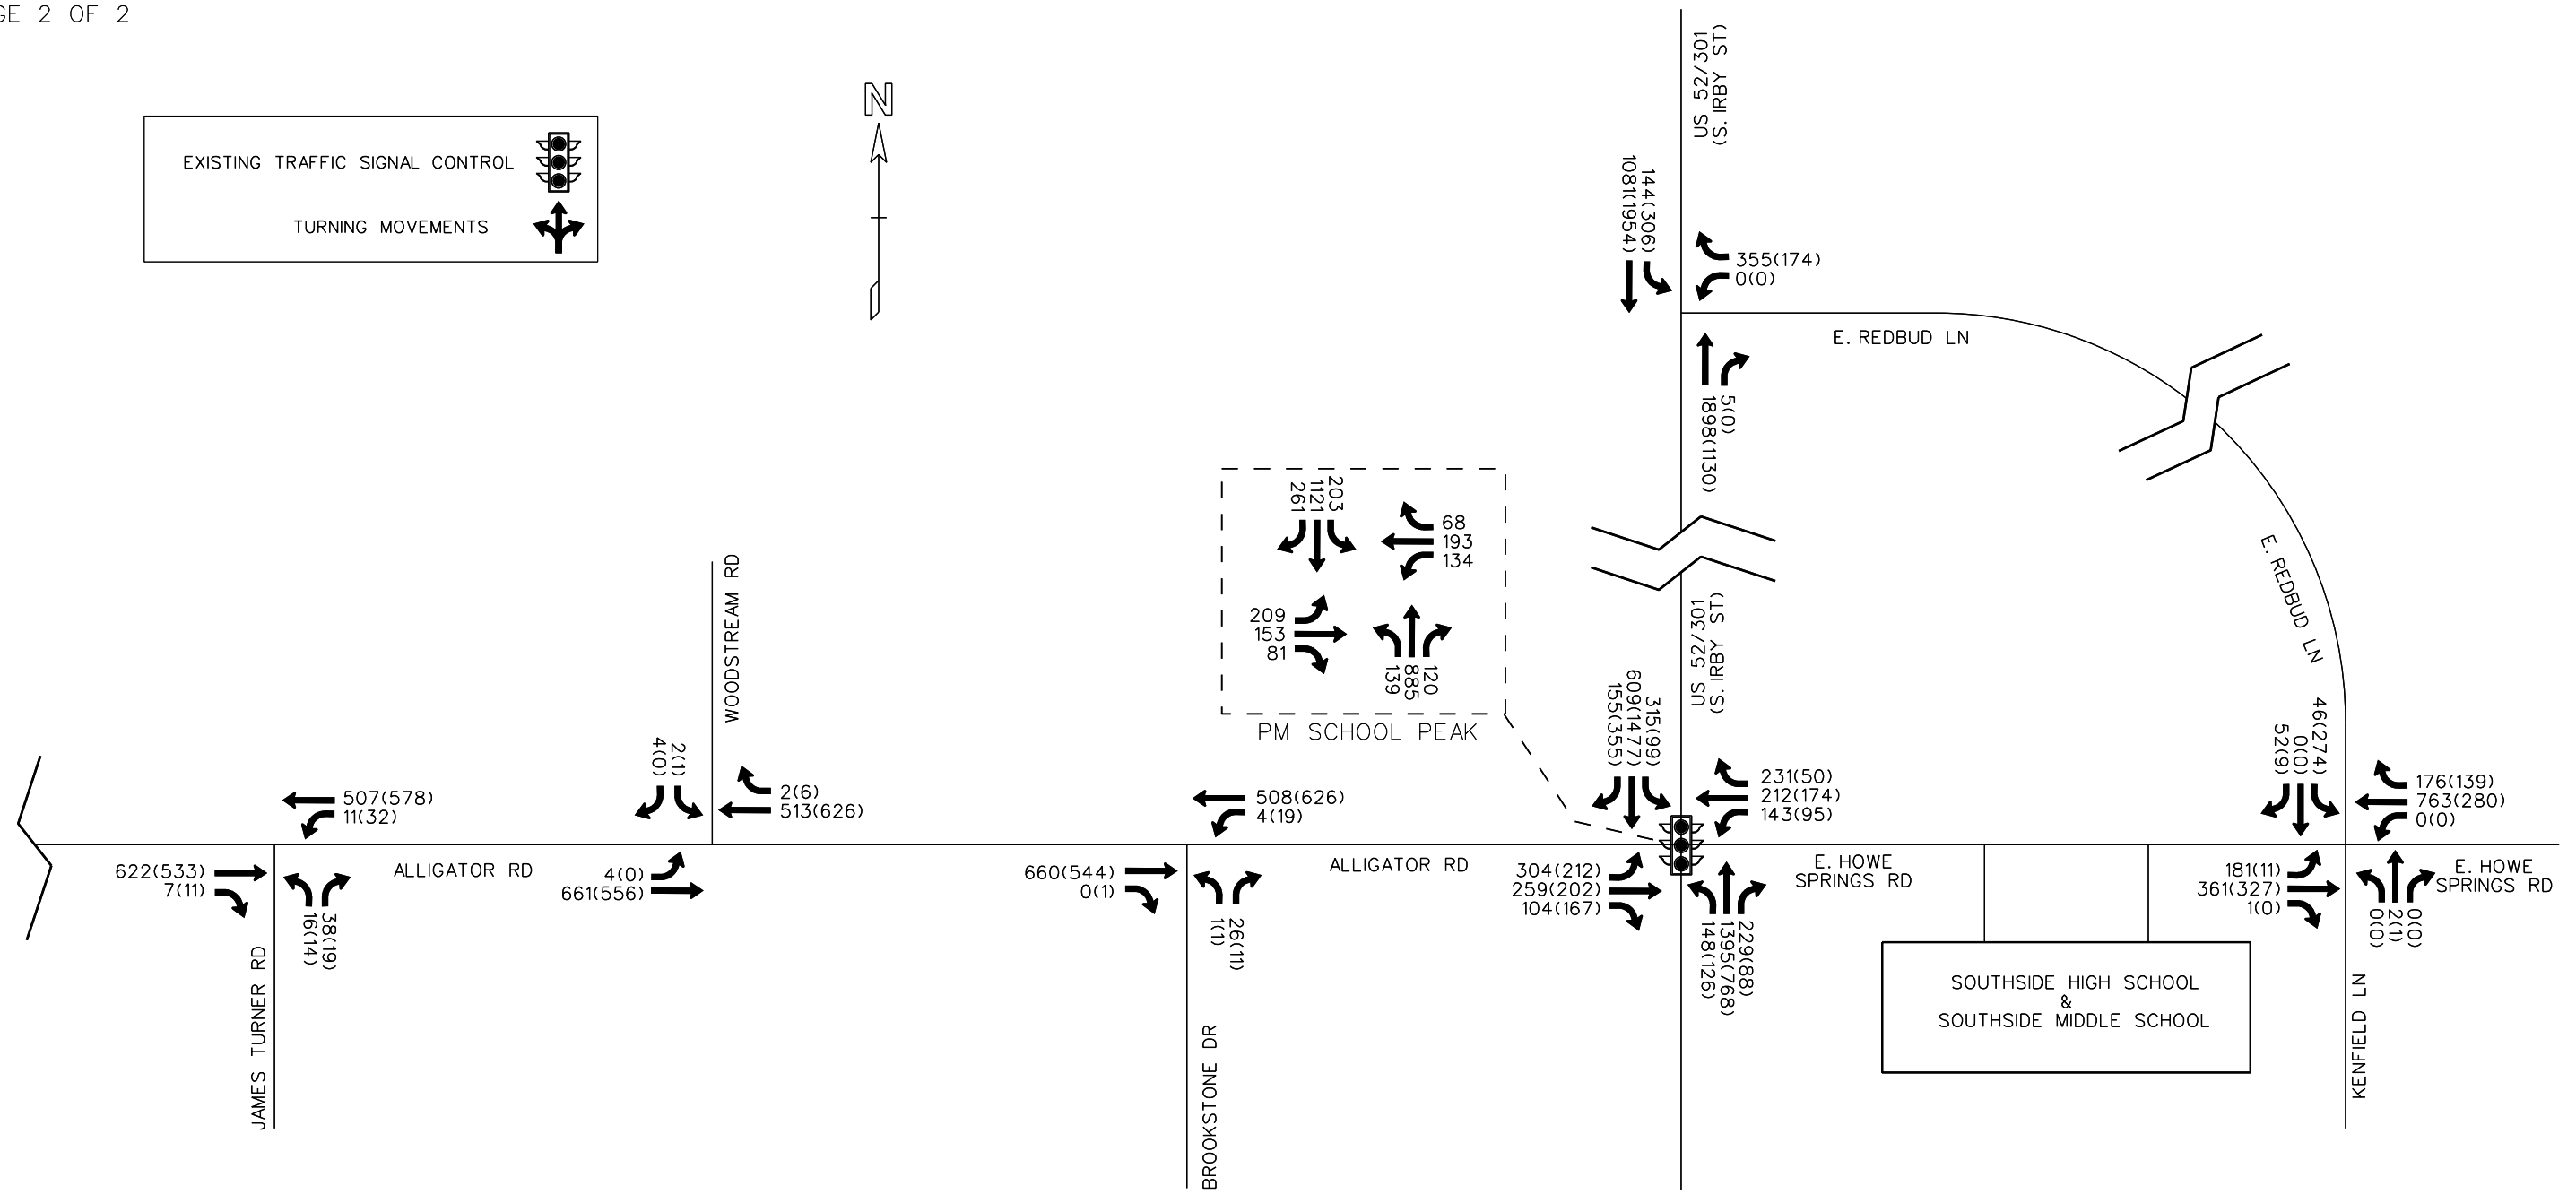 GE 2 OF 2
N
EXISTING TRAFFIC SIGNAL CONTROL
TURNING MOVEMENTS
US 52/301
(S. IRBY ST)
1081(1954)
144(306)
355(174)
0(0)
E. REDBUD LN
1898(1130)
5(0)
261
1121
203
68
193
134
209
153
81
139
885
120
PM SCHOOL PEAK
US 52/301
(S. IRBY ST)
E. REDBUD LN
WOODSTREAM RD
507(578)
11(32)
622(533)
7(11)
16(14)
38(19)
JAMES TURNER RD
ALLIGATOR RD
4(0)
2(1)
2(6)
513(626)
4(0)
661(556)
508(626)
4(19)
660(544)
0(1)
1(1)
26(11)
BROOKSTONE DR
ALLIGATOR RD
155(355)
609(1477)
315(99)
231(50)
212(174)
143(95)
304(212)
259(202)
104(167)
148(126)
1395(768)
229(88)
E. HOWE
SPRINGS RD
SOUTHSIDE HIGH SCHOOL
&
SOUTHSIDE MIDDLE SCHOOL
52(9)
0(0)
46(274)
176(139)
763(280)
0(0)
181(11)
361(327)
1(0)
0(0)
2(1)
0(0)
E. HOWE
SPRINGS RD
KENFIELD LN